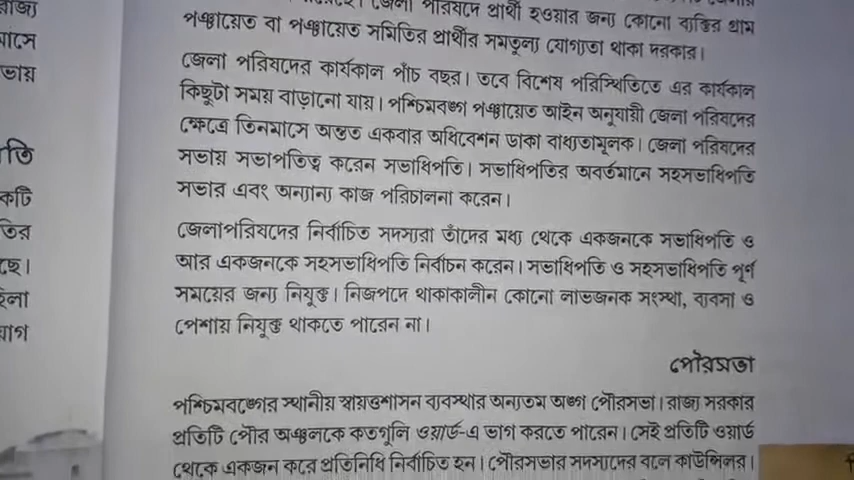 রাজ্য
মাসে
ভায়
তি
কটি
তির
ছে।
হলা
যাগ
জেলা পরিষদে প্রার্থী হওয়ার জন্য কোনো ব্যক্তির গ্রাম
পঞ্চায়েত বা পঞ্চায়েত সমিতির প্রার্থীর সমতুল্য যোগ্যতা থাকা দরকার।
জেলা পরিষদের কার্যকাল পাঁচ বছর। তবে বিশেষ পরিস্থিতিতে এর কার্যকাল
কিছুটা সময় বাড়ানো যায়। পশ্চিমবঙ্গ পঞ্চায়েত আইন অনুযায়ী জেলা পরিষদের
ক্ষেত্রে তিনমাসে অন্তত একবার অধিবেশন ডাকা বাধ্যতামূলক। জেলা পরিষদের
সভায় সভাপতিত্ব করেন সভাধিপতি। সভাধিপতির অবর্তমানে সহসভাধিপতি
সভার এবং অন্যান্য কাজ পরিচালনা করেন।
জেলাপরিষদের নির্বাচিত সদস্যরা তাঁদের মধ্য থেকে একজনকে সভাধিপতি ও
আর একজনকে সহসভাধিপতি নির্বাচন করেন। সভাধিপতি ও সহসভাধিপতি পূর্ণ
সময়ের জন্য নিযুক্ত। নিজপদে থাকাকালীন কোনো লাভজনক সংস্থা, ব্যবসা ও
পেশায় নিযুক্ত থাকতে পারেন না।
পৌরসভা
পশ্চিমবঙ্গের স্থানীয় স্বায়ত্তশাসন ব্যবস্থার অন্যতম অঙ্গ পৌরসভা। রাজ্য সরকার
প্রতিটি পৌর অঞ্চলকে কতগুলি ওয়ার্ড-এ ভাগ করতে পারেন। সেই প্রতিটি ওয়ার্ড
থেকে একজন করে প্রতিনিধি নির্বাচিত হন। পৌরসভার সদস্যদের বলে কাউন্সিলর।